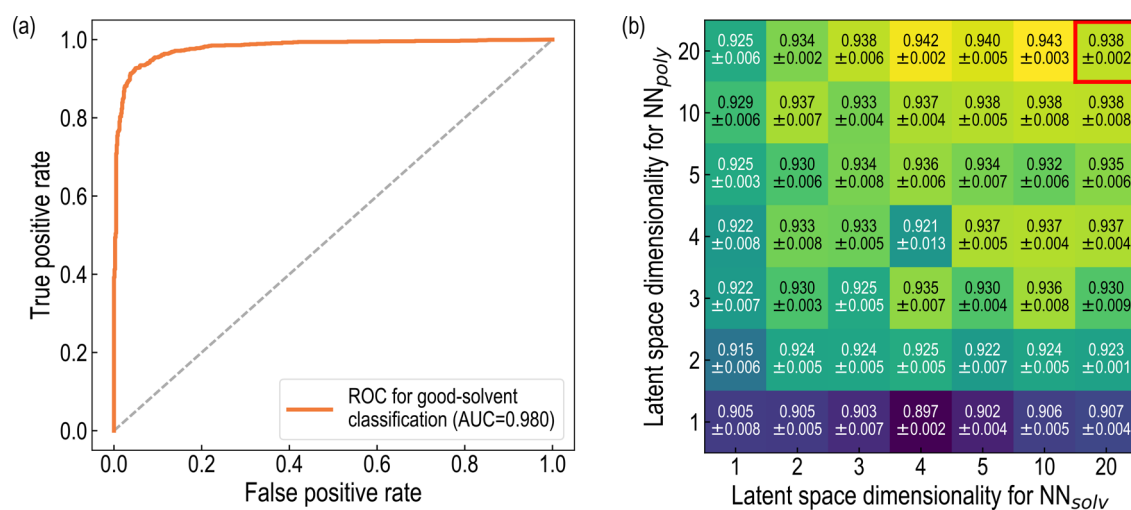 (a)
True positive rate
1.0
0.8
0.6
0.4
0.2
0.0
ROC for good-solvent
classification (AUC=0.980)
0.0 0.2 0.4 0.6 0.8 1.0
False positive rate
(b)
Latent space dimensionality for NNpoly
20 0.925 0.934 0.938 0.942 0.940 0.943 0.938
±0.006 ±0.002 ±0.006 ±0.002 ±0.005 ±0.003 ±0.002
10 0.929 0.937 0.933 0.937 0.938 0.938 0.938
±0.006 ±0.007 ±0.004 ±0.004 ±0.005 ±0.008 ±0.008
5 0.925 0.930 0.934 0.936 0.934 0.932 0.935
±0.003 ±0.006 ±0.008 ±0.006 ±0.007 ±0.006 ±0.006
4 0.922 0.933 0.933 0.921 0.937 0.937 0.937
±0.008 ±0.008 ±0.005 ±0.013 ±0.005 ±0.004 ±0.004
3 0.922 0.930 0.925 0.935 0.930 0.936 0.930
±0.007 ±0.003 ±0.005 ±0.007 ±0.004 ±0.008 ±0.009
2 0.915 0.924 0.924 0.925 0.922 0.924 0.923
±0.006 ±0.005 ±0.005 ±0.005 ±0.007 ±0.005 ±0.001
1 0.905 0.905 0.903 0.897 0.902 0.906 0.907
±0.008 ±0.005 ±0.007 ±0.002 ±0.004 ±0.005 ±0.004
1 2 3 4 5 10 20
Latent space dimensionality for NNsolv